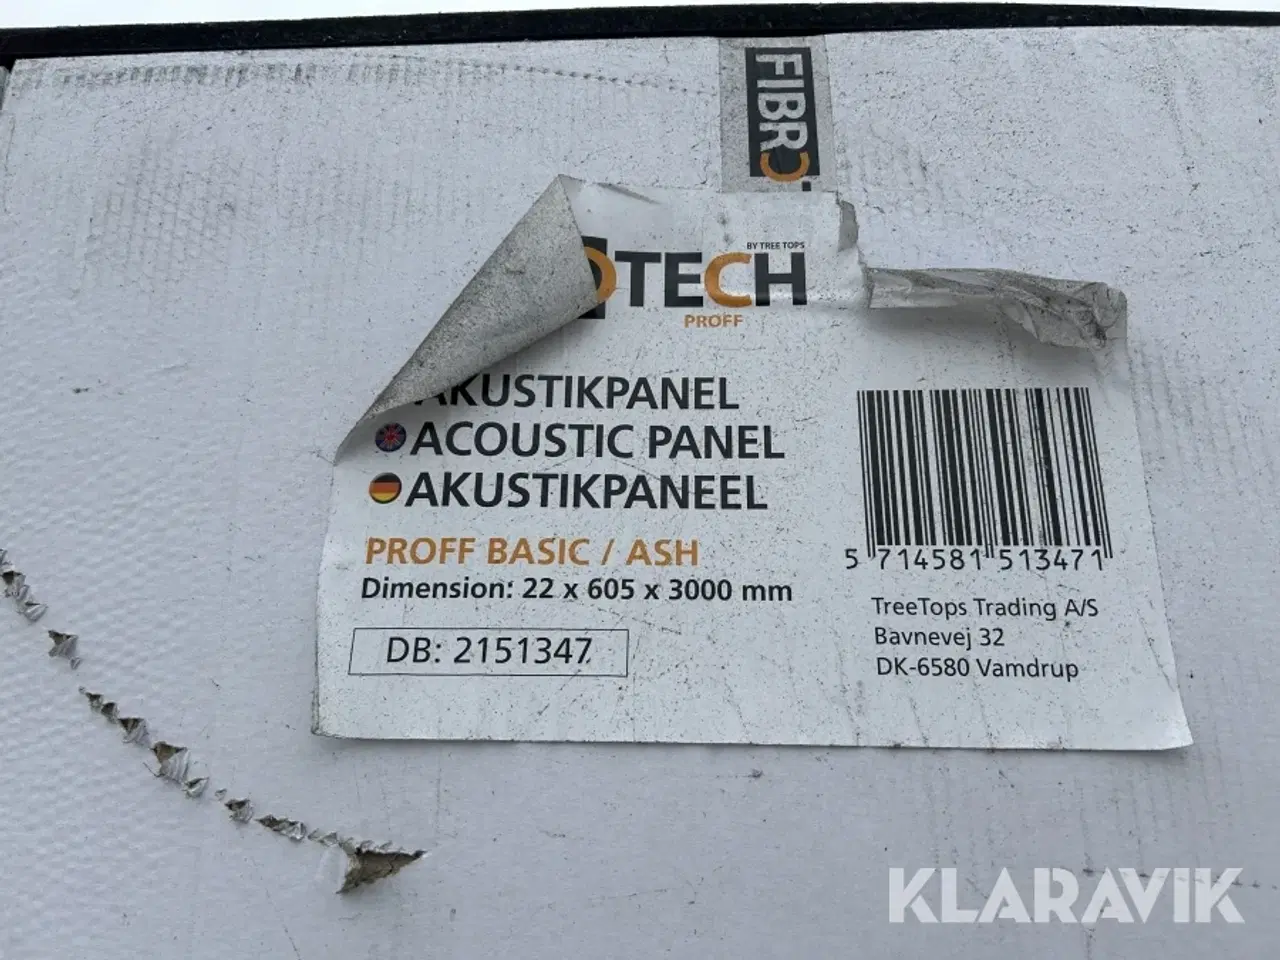 FIBRO
TECH
BY TREE TOPS
PROFF
AKUSTIKPANEL
ACOUSTIC PANEL
AKUSTIKPANEEL
PROFF BASIC / ASH
Dimension: 22 x 605 x 3000 mm
DB: 2151347
5 714581 513471
TreeTops Trading A/S
Bavnevej 32
DK-6580 Vamdrup
KLARAVIK